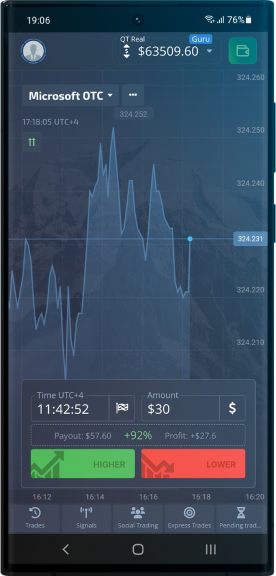 19:06
76%
QT Real
Guru
$63509.60
324.260
Microsoft OTC
324.252
324.250
17:18:05 UTC+4
324.240
324.231
324.220
324.210
Time UTC+4
11:42:52
Amount
$30
$
Payout: $57.60 +92% Profit: +$27.6
HIGHER
LOWER
16:12 16:14 16:16 16:18 16:20
Trades
Signals
Social Trading
Express Trades
Pending trad...